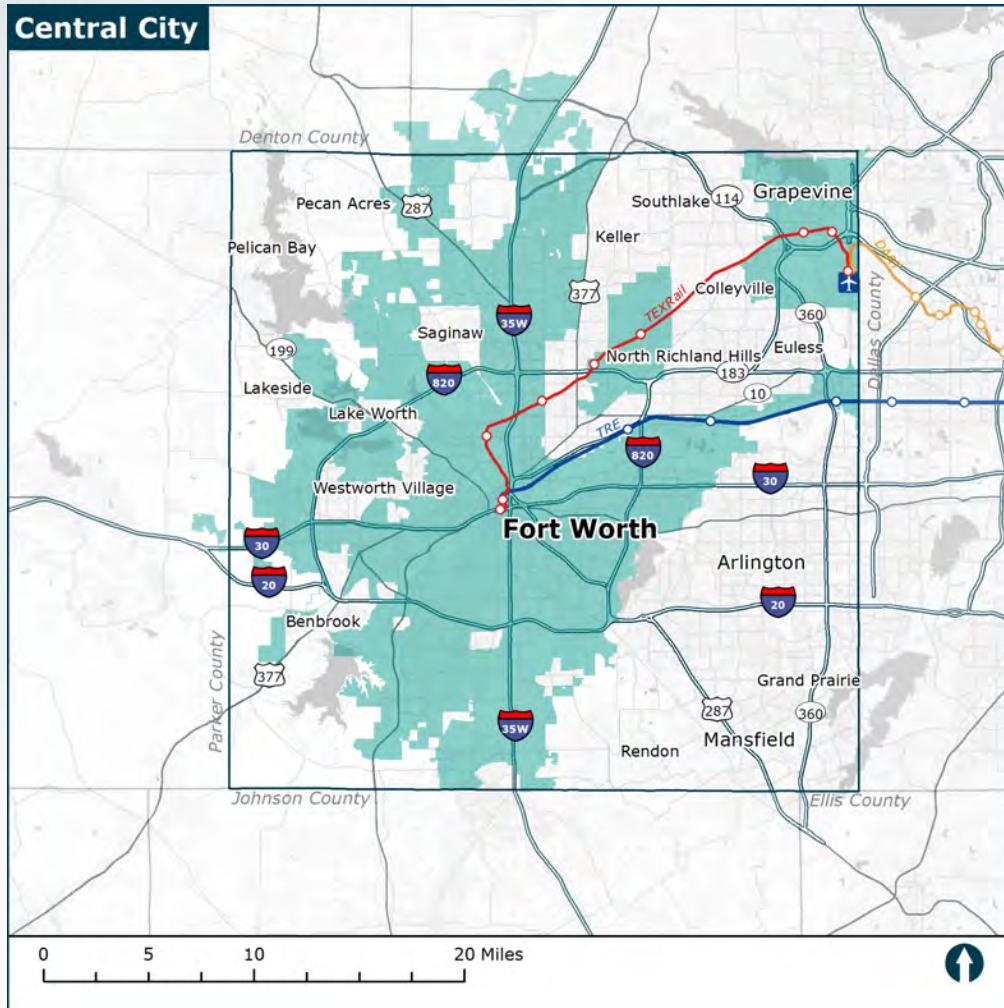 Central City
Denton County
Pecan Acres
287
Southlake
114
Grapevine
Pelican Bay
Keller
DART
377
Colleyville
Dallas County
TEXRail
35W
360
199
Saginaw
North Richland Hills
Euless
820
183
Lakeside
10
Lake Worth
TRE
820
30
Westworth Village
Fort Worth
30
Arlington
20
20
Benbrook
Parker County
377
Grand Prairie
287
360
35W
Mansfield
Rendon
Johnson County
Ellis County
0 5 10 20 Miles